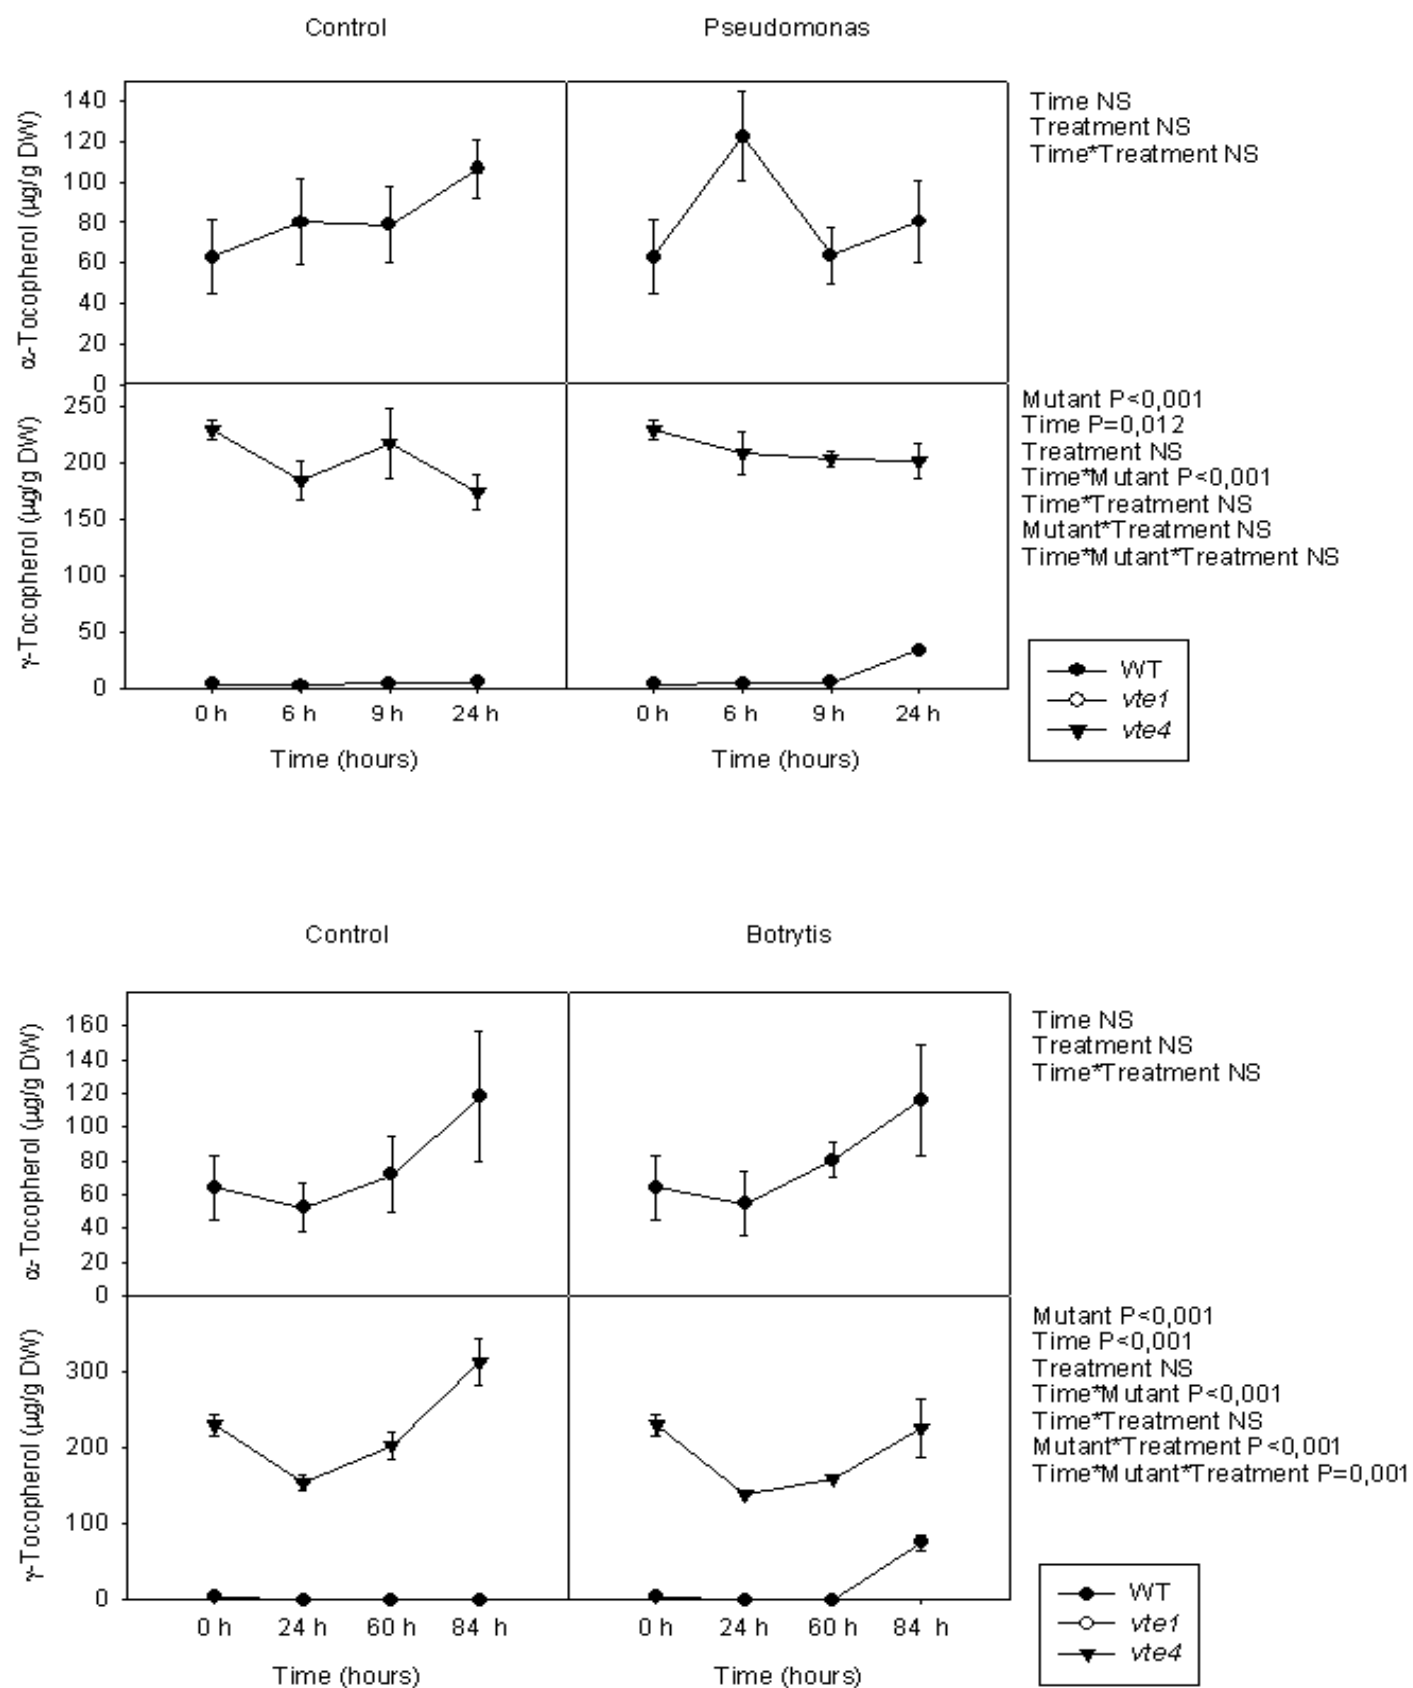 Control
Pseudomonas
α-Tocopherol (µg/g DW)
140
120
100
80
60
40
20
0
Time NS
Treatment NS
Time*Treatment NS
γ-Tocopherol (µg/g DW)
250
200
150
100
50
0
Mutant P<0,001
Time P=0,012
Treatment NS
Time*Mutant P<0,001
Time*Treatment NS
Mutant*Treatment NS
Time*Mutant*Treatment NS
WT
vte1
vte4
0 h 6 h 9 h 24 h
0 h 6 h 9 h 24 h
Time (hours)
Time (hours)
Control
Botrytis
α-Tocopherol (µg/g DW)
160
140
120
100
80
60
40
20
0
Time NS
Treatment NS
Time*Treatment NS
γ-Tocopherol (µg/g DW)
300
200
100
0
Mutant P<0,001
Time P<0,001
Treatment NS
Time*Mutant P<0,001
Time*Treatment NS
Mutant*Treatment P<0,001
Time*Mutant*Treatment P=0,001
WT
vte1
vte4
0 h 24 h 60 h 84 h
0 h 24 h 60 h 84 h
Time (hours)
Time (hours)